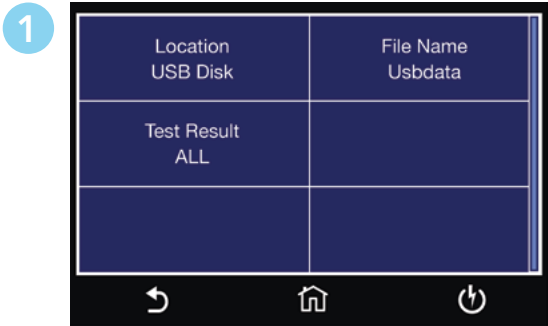 1
Location
USB Disk
File Name
Usbdata
Test Result
ALL